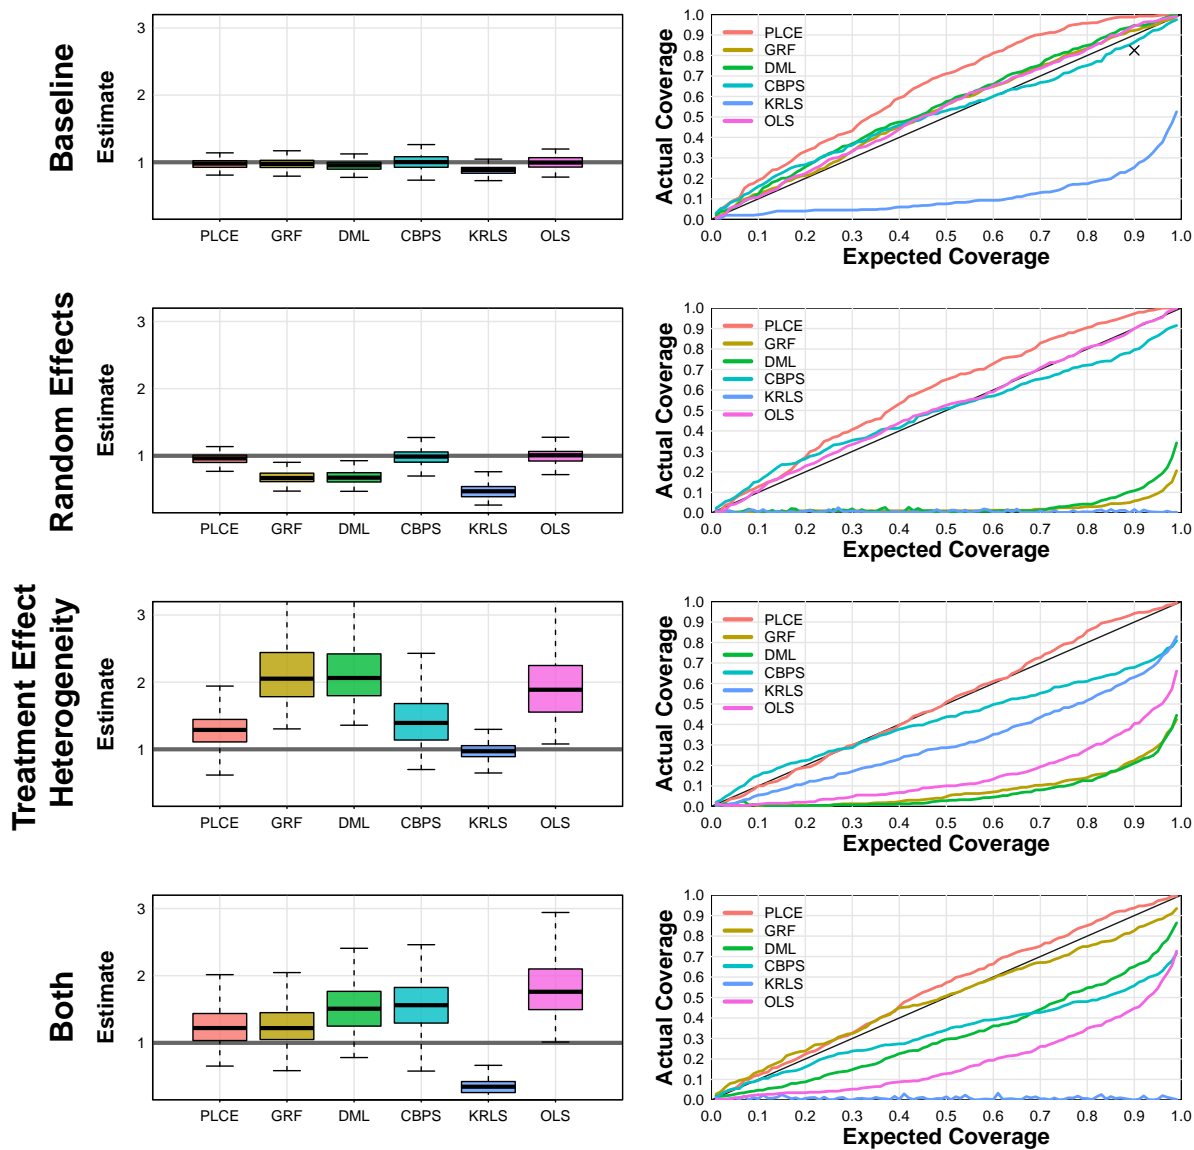 Baseline
Estimate
3
2
1
PLCE GRF DML CBPS KRLS OLS
Actual Coverage
1.0
0.9
0.8
0.7
0.6
0.5
0.4
0.3
0.2
0.1
0.0
PLCE
GRF
DML
CBPS
KRLS
OLS
×
0.0 0.1 0.2 0.3 0.4 0.5 0.6 0.7 0.8 0.9 1.0
Expected Coverage
Random Effects
Estimate
3
2
1
PLCE GRF DML CBPS KRLS OLS
Actual Coverage
1.0
0.9
0.8
0.7
0.6
0.5
0.4
0.3
0.2
0.1
0.0
PLCE
GRF
DML
CBPS
KRLS
OLS
0.0 0.1 0.2 0.3 0.4 0.5 0.6 0.7 0.8 0.9 1.0
Expected Coverage
Treatment Effect
Heterogeneity
Estimate
3
2
1
PLCE GRF DML CBPS KRLS OLS
Actual Coverage
1.0
0.9
0.8
0.7
0.6
0.5
0.4
0.3
0.2
0.1
0.0
PLCE
GRF
DML
CBPS
KRLS
OLS
0.0 0.1 0.2 0.3 0.4 0.5 0.6 0.7 0.8 0.9 1.0
Expected Coverage
Both
Estimate
3
2
1
PLCE GRF DML CBPS KRLS OLS
Actual Coverage
1.0
0.9
0.8
0.7
0.6
0.5
0.4
0.3
0.2
0.1
0.0
PLCE
GRF
DML
CBPS
KRLS
OLS
0.0 0.1 0.2 0.3 0.4 0.5 0.6 0.7 0.8 0.9 1.0
Expected Coverage